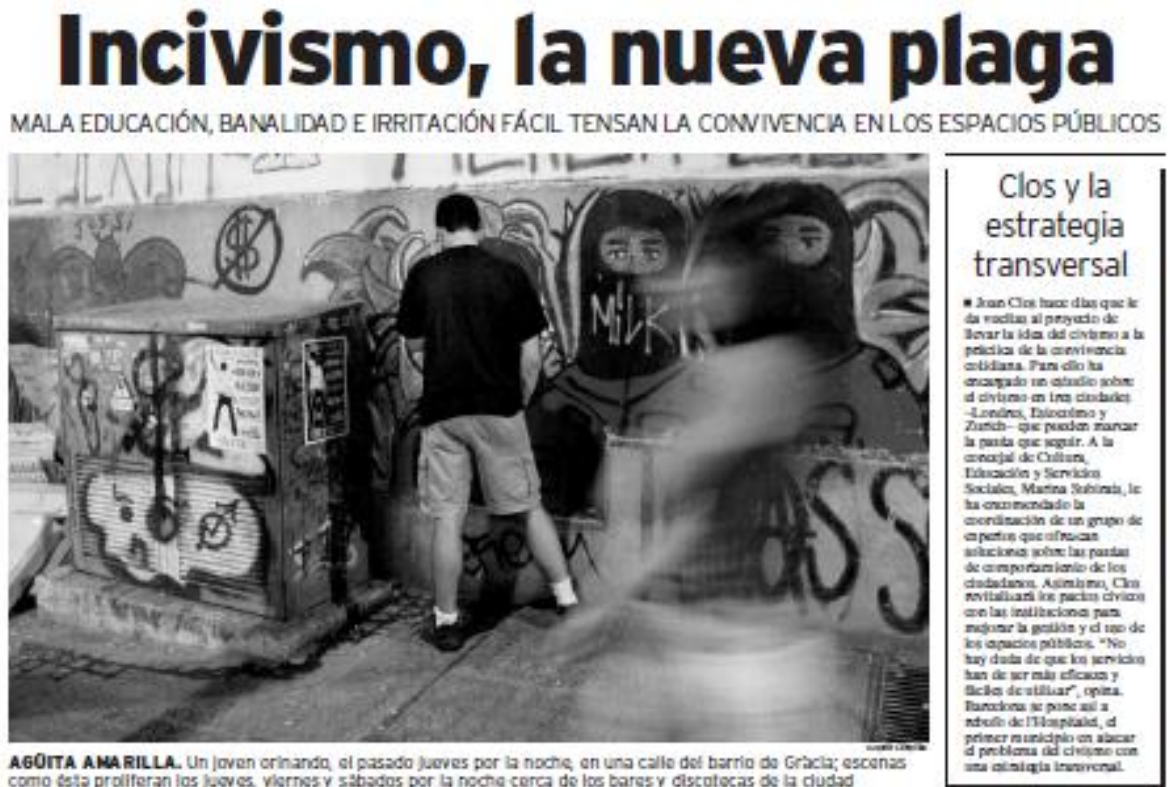 Incivismo, la nueva plaga
MALA EDUCACIÓN, BANALIDAD E IRRITACIÓN FÁCIL TENSAN LA CONVIVENCIA EN LOS ESPACIOS PÚBLICOS
MiLK
ASS
AGÜITA AMARILLA. Un joven orinando, el pasado jueves por la noche, en una calle del barrio de Gràcia; escenas
como ésta proliferan los jueves, viernes y sábados por la noche cerca de los bares y discotecas de la ciudad
Clos y la
estrategia
transversal
■ Joan Clos hace días que le
da vueltas al proyecto de
llevar la idea del civismo a la
práctica de la convivencia
cotidiana. Para ello ha
encargado un estudio sobre
el civismo en tres ciudades
–Londres, Estocolmo y
Zurich– que pueden marcar
la pauta que seguir. A la
concejal de Cultura,
Educación y Servicios
Sociales, Marina Subirats, le
ha encomendado la
coordinación de un grupo de
expertos que ofrezcan
soluciones sobre las pautas
de comportamiento de los
ciudadanos. Asimismo, Clos
revitalizará los pactos cívicos
con las instituciones para
mejorar la gestión y el uso de
los espacios públicos. "No
hay duda de que los servicios
han de ser más eficaces y
fáciles de utilizar", opina.
Barcelona se pone así a
rebufo de l'Hospitalet, el
primer municipio en atacar
el problema del civismo con
una estrategia transversal.